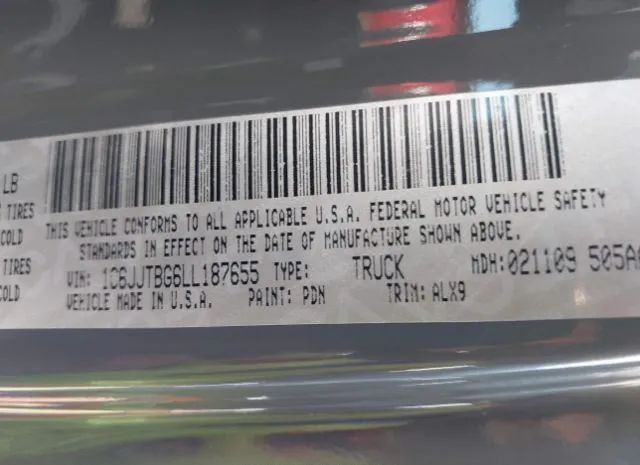 LB
TIRES
COLD
TIRES
COLD
THIS VEHICLE CONFORMS TO ALL APPLICABLE U.S.A. FEDERAL MOTOR VEHICLE SAFETY
STANDARDS IN EFFECT ON THE DATE OF MANUFACTURE SHOWN ABOVE.
VIN: 1C6JJTBG6LL187655 TYPE: TRUCK MDH:021109 505A
VEHICLE MADE IN U.S.A. PAINT: PDN TRIM: ALX9